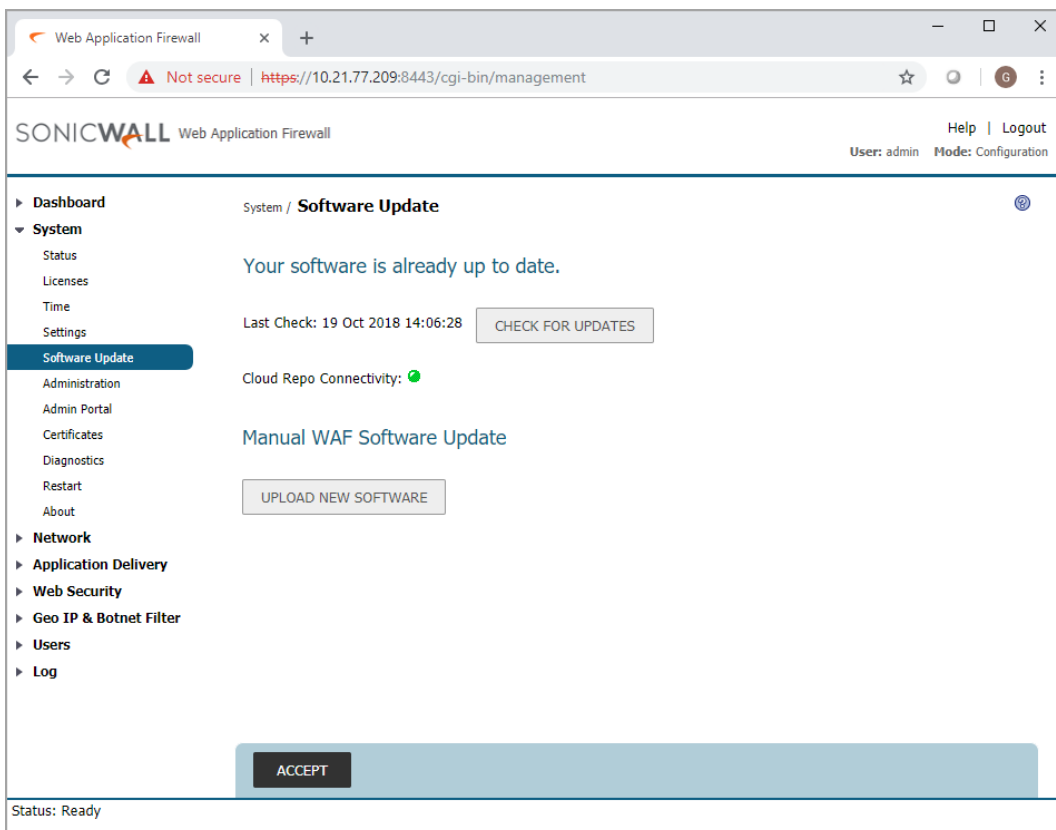 Web Application Firewall
Not secure | https://10.21.77.209:8443/cgi-bin/management
G
SONICWALL Web Application Firewall
Help | Logout
User: admin Mode: Configuration
Dashboard
System
Status
Licenses
Time
Settings
Software Update
Administration
Admin Portal
Certificates
Diagnostics
Restart
About
Network
Application Delivery
Web Security
Geo IP & Botnet Filter
Users
Log
System / Software Update
Your software is already up to date.
Last Check: 19 Oct 2018 14:06:28 CHECK FOR UPDATES
Cloud Repo Connectivity:
Manual WAF Software Update
UPLOAD NEW SOFTWARE
ACCEPT
Status: Ready